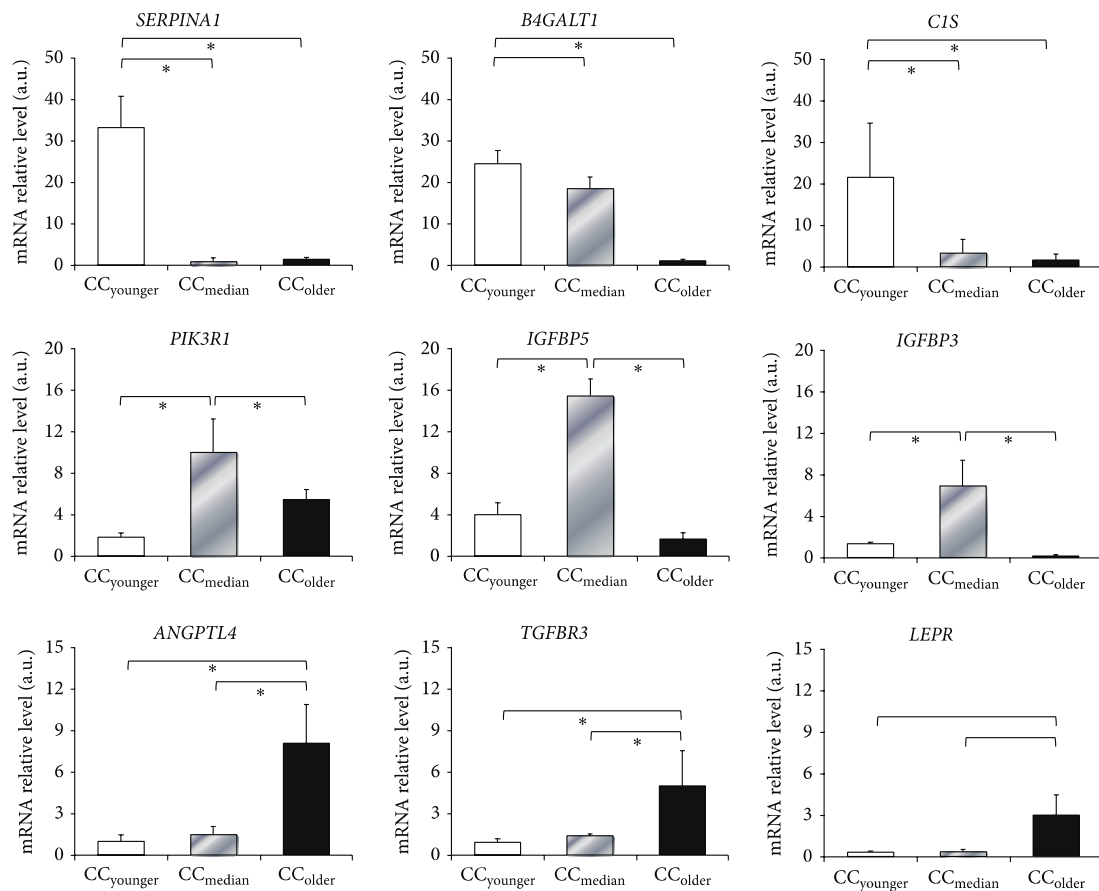 SERPINA1
*
*
mRNA relative level (a.u.)
50
40
30
20
10
0
CCyounger CCmedian CColder
B4GALT1
*
mRNA relative level (a.u.)
50
40
30
20
10
0
CCyounger CCmedian CColder
C1S
*
*
mRNA relative level (a.u.)
50
40
30
20
10
0
CCyounger CCmedian CColder
PIK3R1
* *
mRNA relative level (a.u.)
20
16
12
8
4
0
CCyounger CCmedian CColder
IGFBP5
* *
mRNA relative level (a.u.)
20
16
12
8
4
0
CCyounger CCmedian CColder
IGFBP3
* *
mRNA relative level (a.u.)
20
16
12
8
4
0
CCyounger CCmedian CColder
ANGPTL4
*
*
mRNA relative level (a.u.)
15
12
9
6
3
0
CCyounger CCmedian CColder
TGFBR3
*
*
mRNA relative level (a.u.)
15
12
9
6
3
0
CCyounger CCmedian CColder
LEPR
mRNA relative level (a.u.)
15
12
9
6
3
0
CCyounger CCmedian CColder